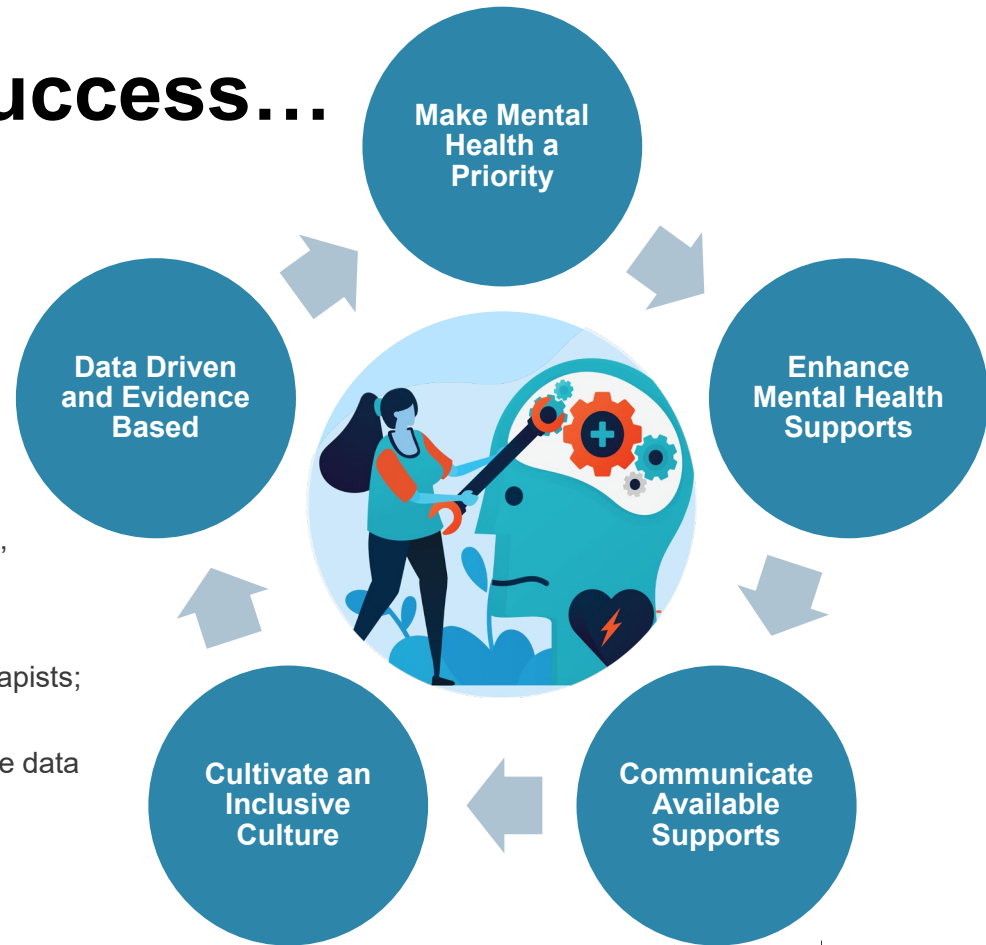 uccess…
Make Mental
Health a
Priority
Data Driven
and Evidence
Based
Enhance
Mental Health
Supports
,
apists;
e data
Cultivate an
Inclusive
Culture
Communicate
Available
Supports